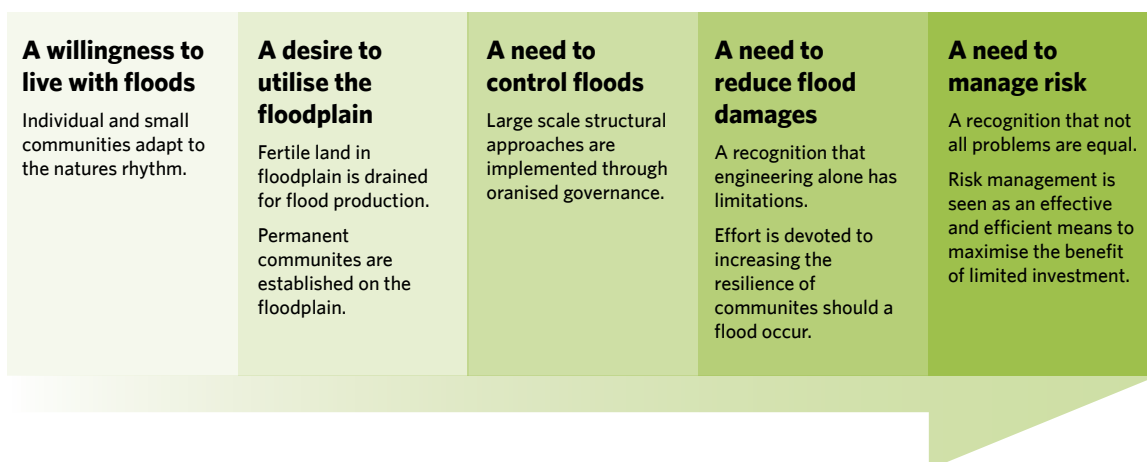 A willingness to
live with floods
Individual and small
communities adapt to
the natures rhythm.
A desire to
utilise the
floodplain
Fertile land in
floodplain is drained
for flood production.
Permanent
communites are
established on the
floodplain.
A need to
control floods
Large scale structural
approaches are
implemented through
oranised governance.
A need to
reduce flood
damages
A recognition that
engineering alone has
limitations.
Effort is devoted to
increasing the
resilience of
communites should a
flood occur.
A need to
manage risk
A recognition that not
all problems are equal.
Risk management is
seen as an effective
and efficient means to
maximise the benefit
of limited investment.